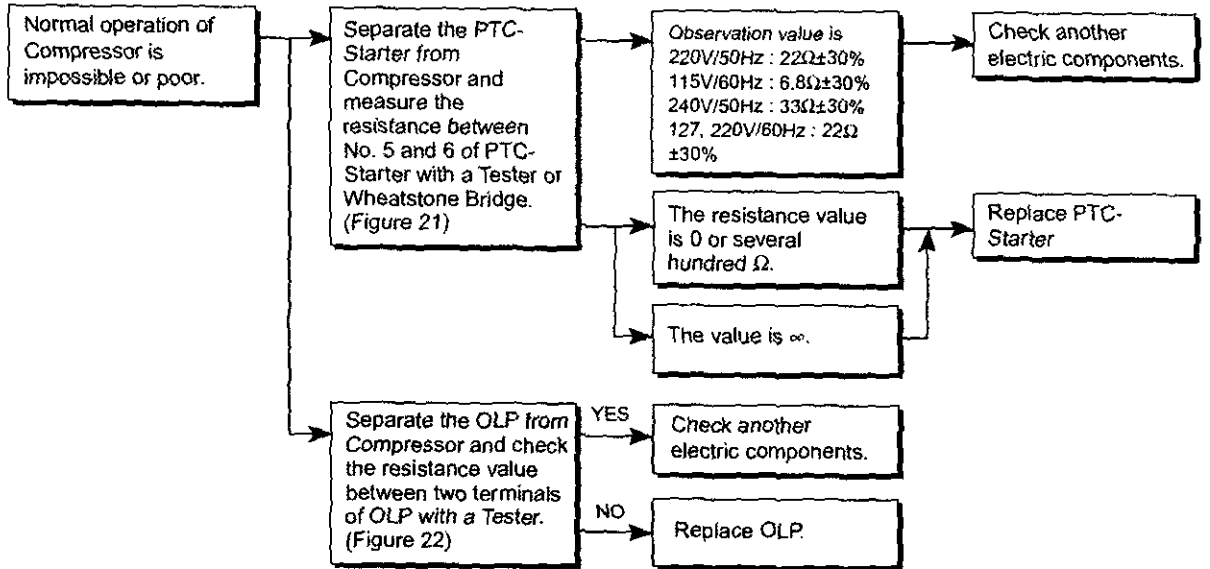 Normal operation of
Compressor is
impossible or poor.
Separate the PTC-
Starter from
Compressor and
measure the
resistance between
No. 5 and 6 of PTC-
Starter with a Tester or
Wheatstone Bridge.
(Figure 21)
Observation value is
220V/50Hz : 22Ω±30%
115V/60Hz : 6.8Ω±30%
240V/50Hz : 33Ω±30%
127, 220V/60Hz : 22Ω
±30%
Check another
electric components.
The resistance value
is 0 or several
hundred Ω.
Replace PTC-
Starter
The value is ∞.
Separate the OLP from
Compressor and check
the resistance value
between two terminals
of OLP with a Tester.
(Figure 22)
YES
Check another
electric components.
NO
Replace OLP.